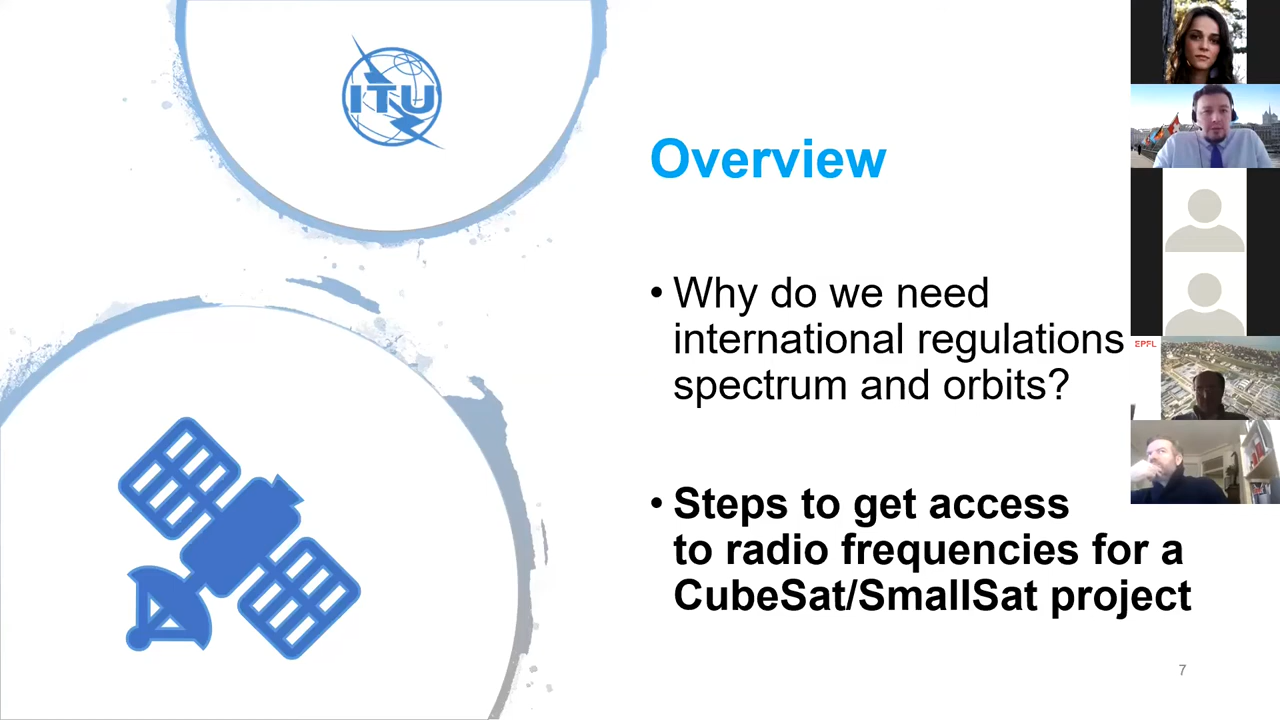 ITU
Overview
• Why do we need
international regulations
spectrum and orbits?
EPFL
• Steps to get access
to radio frequencies for a
CubeSat/SmallSat project
7